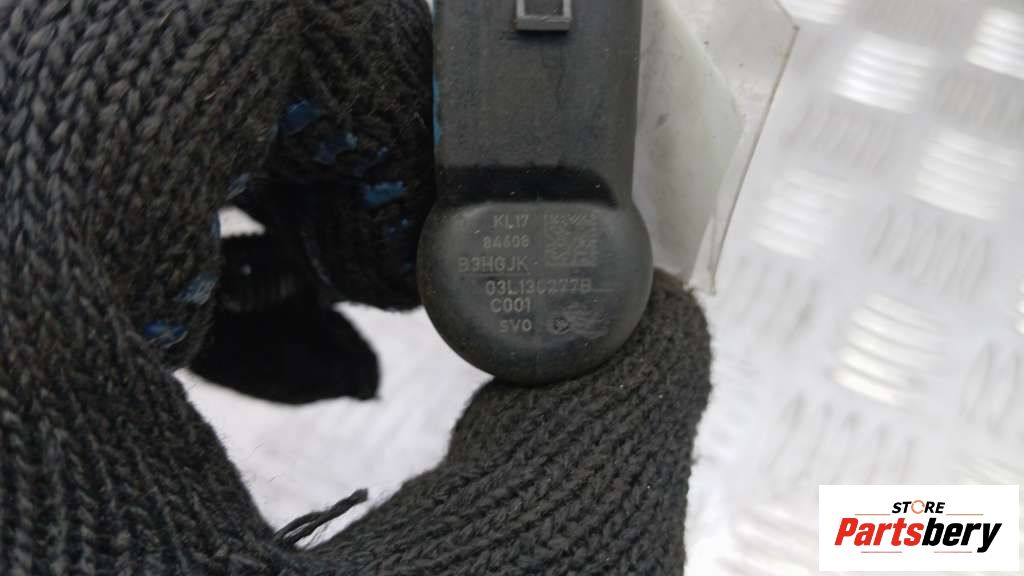 KL17
84608
B3HGJK
03L130277B
C001
SVO
STORE
Partsbery